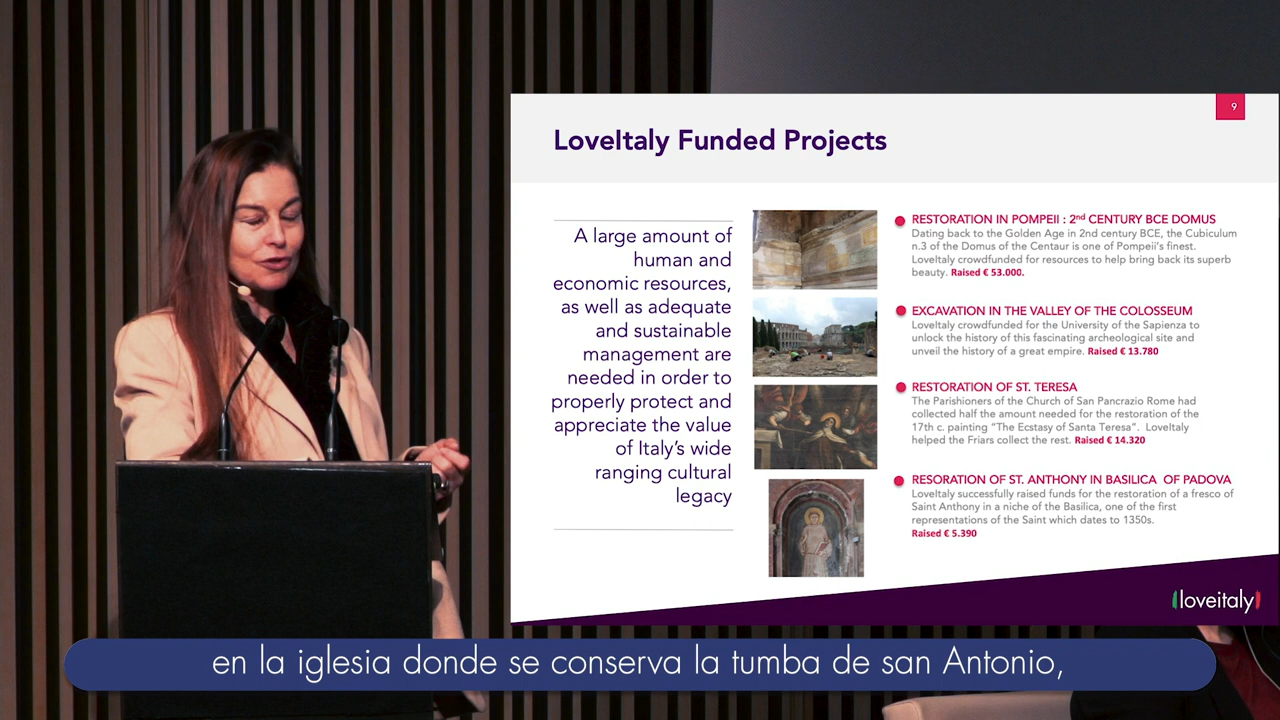 9
LoveItaly Funded Projects
A large amount of
human and
economic resources,
as well as adequate
and sustainable
management are
needed in order to
properly protect and
appreciate the value
of Italy's wide
ranging cultural
legacy
RESTORATION IN POMPEII : 2nd CENTURY BCE DOMUS
Dating back to the Golden Age in 2nd century BCE, the Cubiculum
n.3 of the Domus of the Centaur is one of Pompeii's finest.
LoveItaly crowdfunded for resources to help bring back its superb
beauty. Raised € 53.000.
EXCAVATION IN THE VALLEY OF THE COLOSSEUM
LoveItaly crowdfunded for the University of the Sapienza to
unlock the history of this fascinating archeological site and
unveil the history of a great empire. Raised € 13.780
RESTORATION OF ST. TERESA
The Parishioners of the Church of San Pancrazio Rome had
collected half the amount needed for the restoration of the
17th c. painting "The Ecstasy of Santa Teresa". LoveItaly
helped the Friars collect the rest. Raised € 14.320
RESORATION OF ST. ANTHONY IN BASILICA OF PADOVA
LoveItaly successfully raised funds for the restoration of a fresco of
Saint Anthony in a niche of the Basilica, one of the first
representations of the Saint which dates to 1350s.
Raised € 5.390
loveitaly
en la iglesia donde se conserva la tumba de san Antonio,